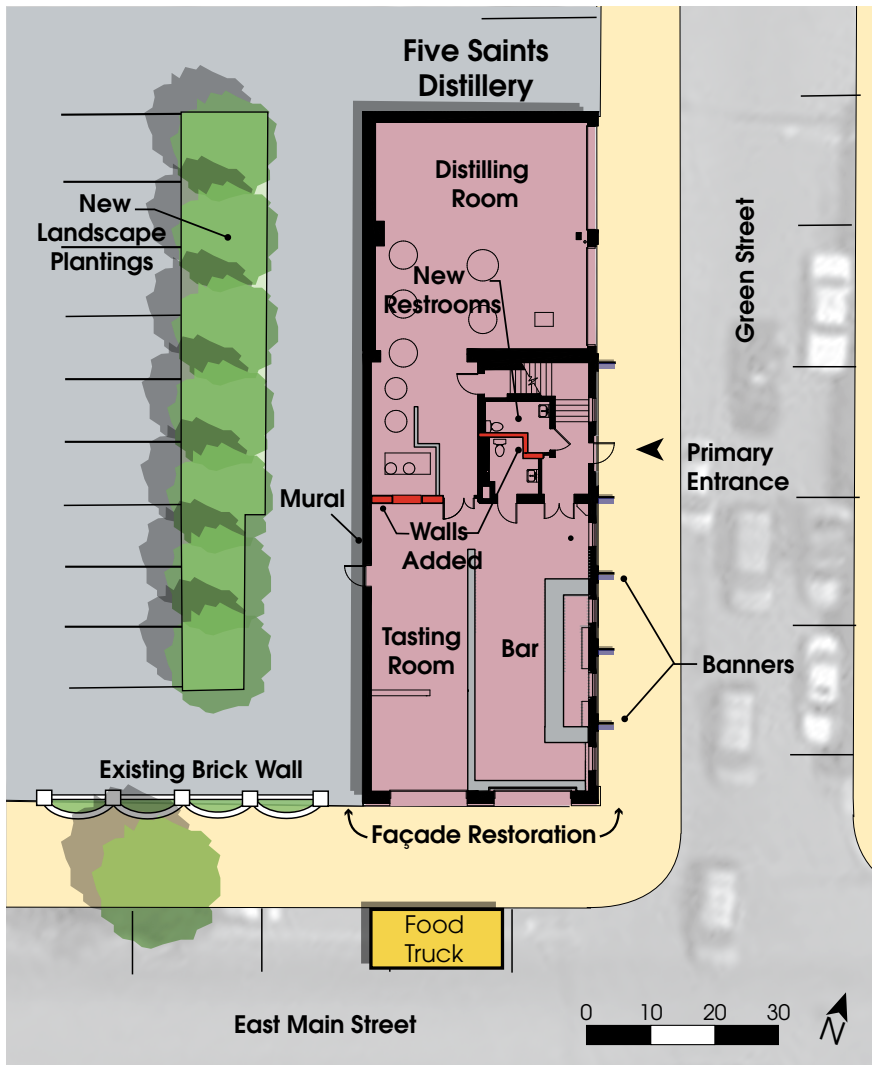 Five Saints
Distillery
Distilling
Room
New
Landscape
Plantings
New
Restrooms
Green Street
Primary
Entrance
Mural
Walls
Added
Tasting
Room
Bar
Banners
Existing Brick Wall
Façade Restoration
Food
Truck
East Main Street
0 10 20 30
N